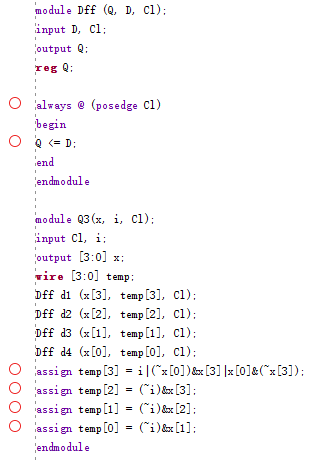 module Dff (Q, D, Cl);
input D, Cl;
output Q;
reg Q;
always @ (posedge Cl)
begin
Q <= D;
end
endmodule
module Q3(x, i, Cl);
input Cl, i;
output [3:0] x;
wire [3:0] temp;
Dff d1 (x[3], temp[3], Cl);
Dff d2 (x[2], temp[2], Cl);
Dff d3 (x[1], temp[1], Cl);
Dff d4 (x[0], temp[0], Cl);
assign temp[3] = i|(~x[0])&x[3]|x[0]&(~x[3]);
assign temp[2] = (~i)&x[3];
assign temp[1] = (~i)&x[2];
assign temp[0] = (~i)&x[1];
endmodule